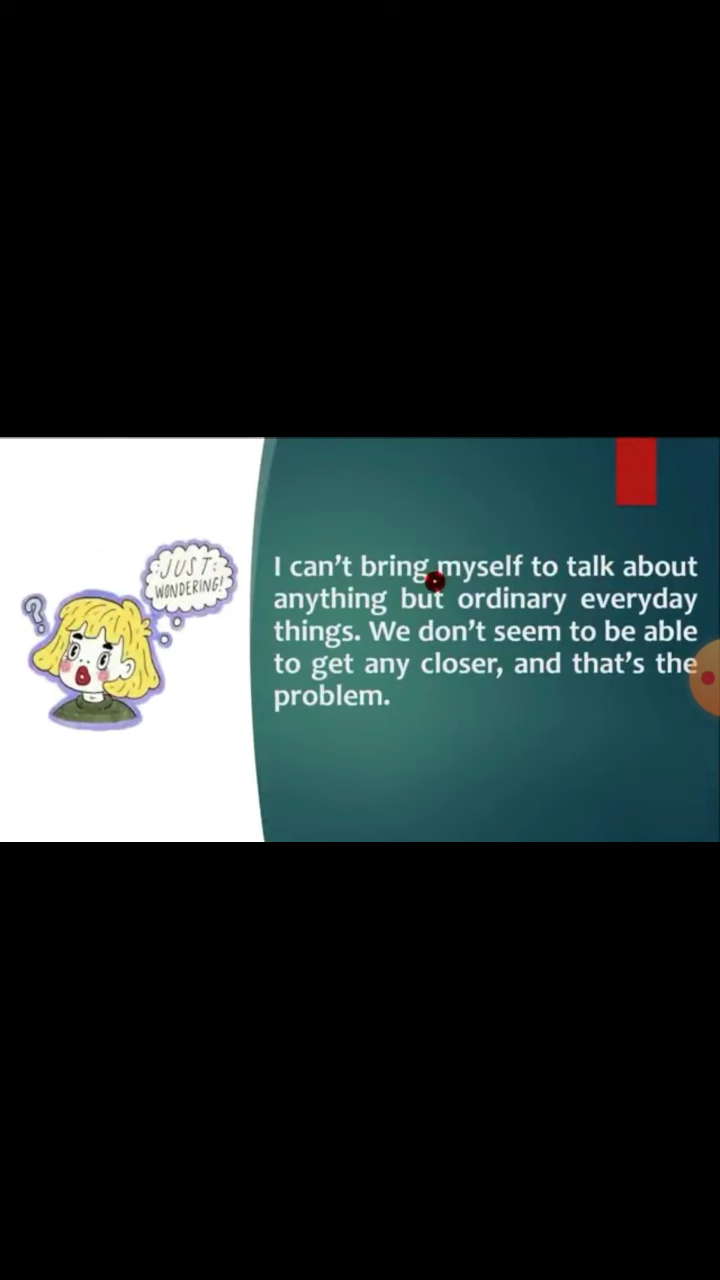 JUST
WONDERING!
?
I can't bring myself to talk about
anything but ordinary everyday
things. We don't seem to be able
to get any closer, and that's the
problem.